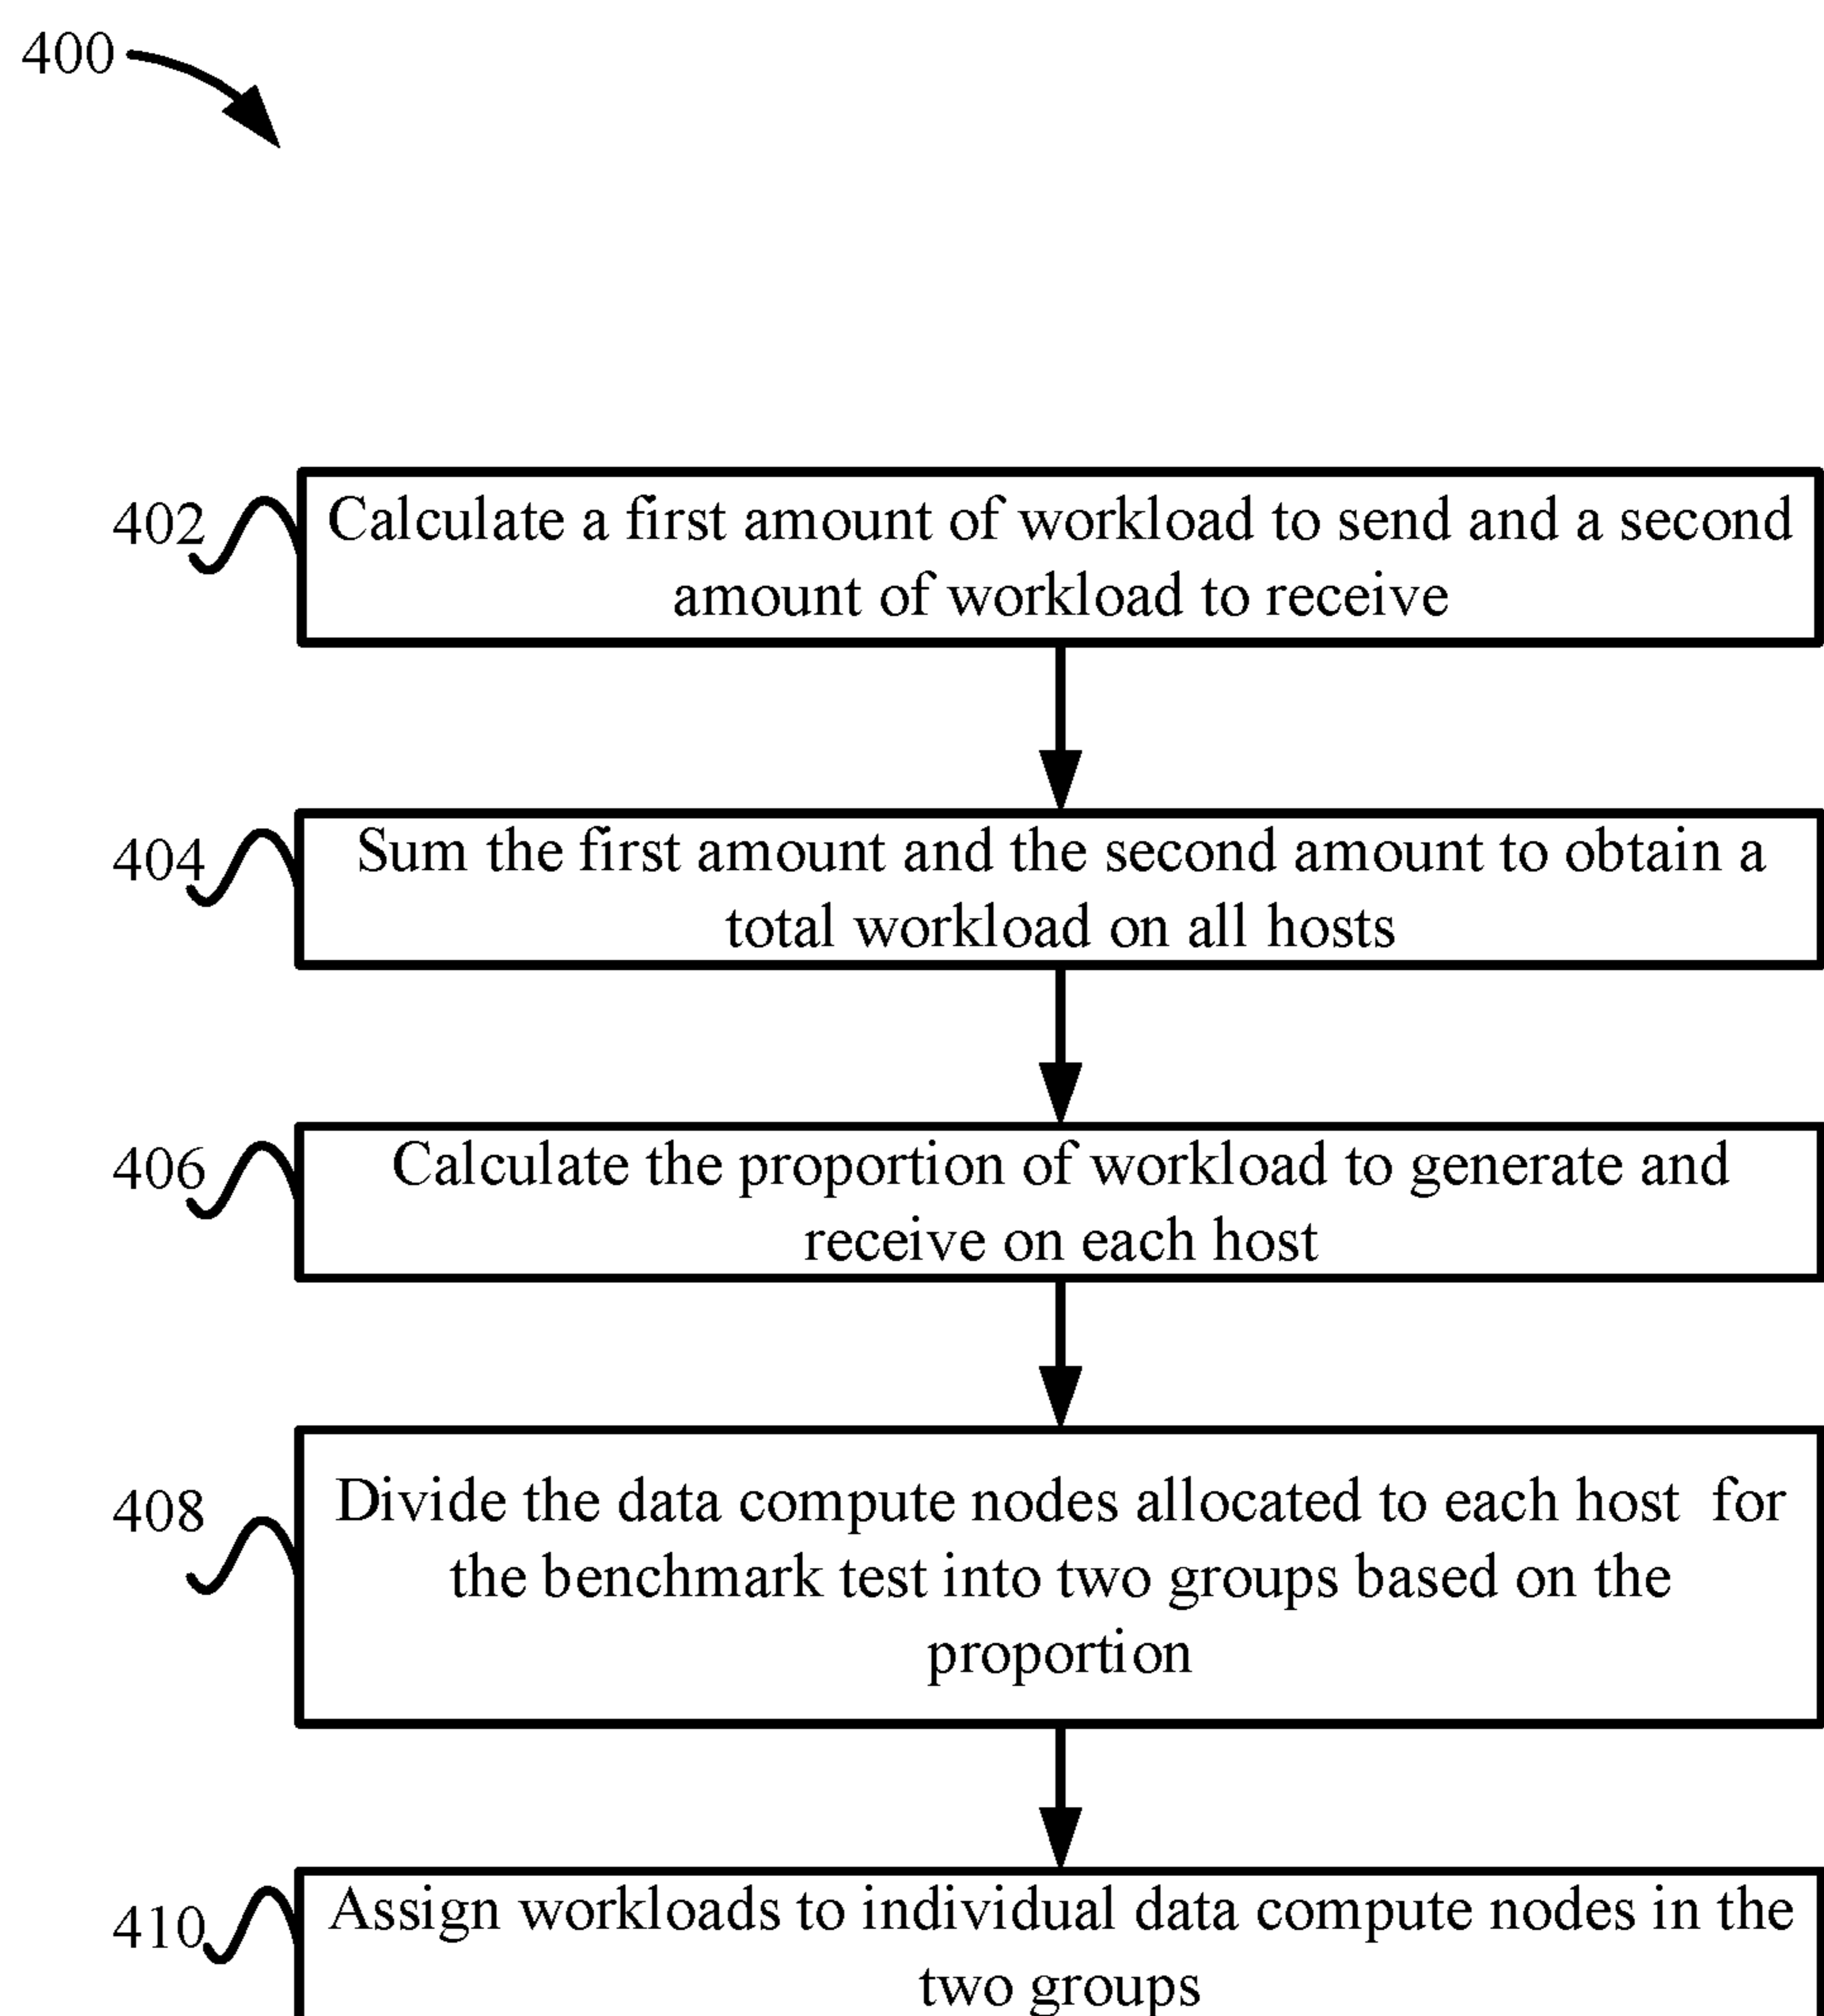 400
402
Calculate a first amount of workload to send and a second
amount of workload to receive
404
Sum the first amount and the second amount to obtain a
total workload on all hosts
406
Calculate the proportion of workload to generate and
receive on each host
408
Divide the data compute nodes allocated to each host for
the benchmark test into two groups based on the
proportion
410
Assign workloads to individual data compute nodes in the
two groups